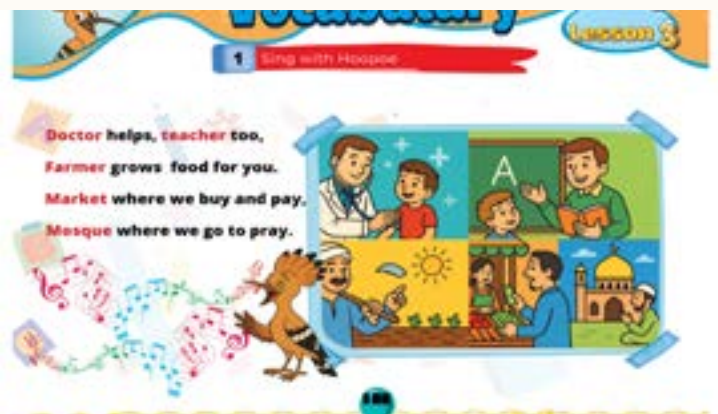 Vocabulary
Lesson 3
1 Sing with Hoopoe
Doctor helps, teacher too,
Farmer grows food for you.
Market where we buy and pay,
Mosque where we go to pray.
A